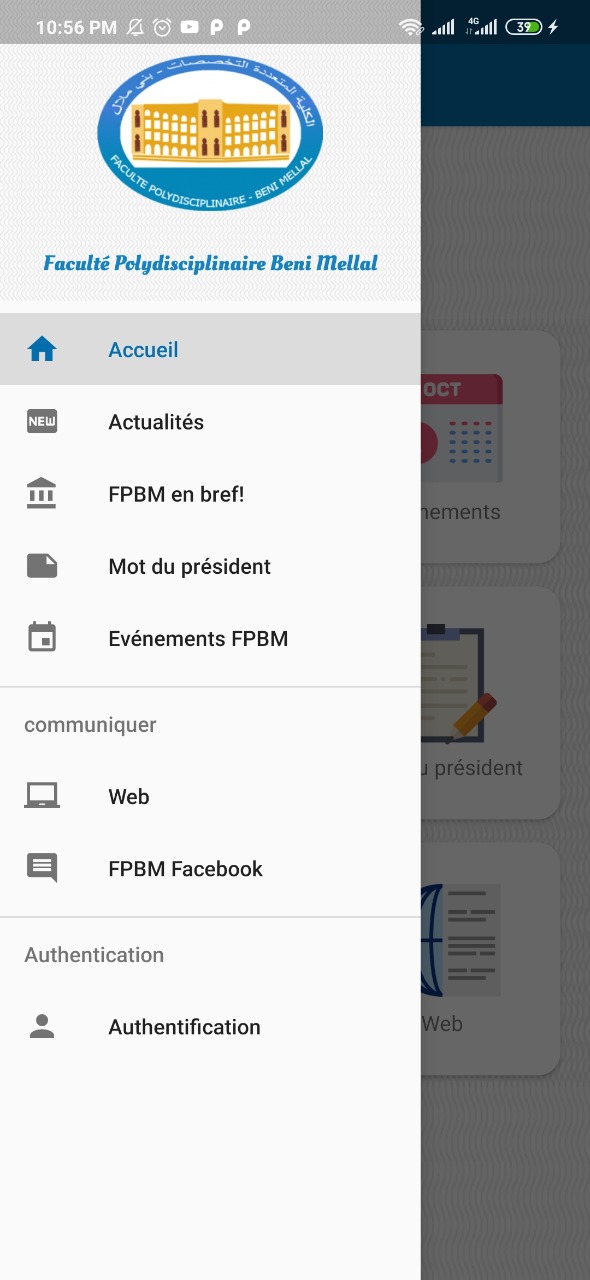 10:56 PM
4G
39
الكلية المتعددة التخصصات - بني ملال
FACULTE POLYDISCIPLINAIRE - BENI MELLAL
Faculté Polydisciplinaire Beni Mellal
Accueil
NEW
Actualités
FPBM en bref!
Mot du président
Evénements FPBM
communiquer
Web
FPBM Facebook
Authentication
Authentification
OCT
nements
u président
Web